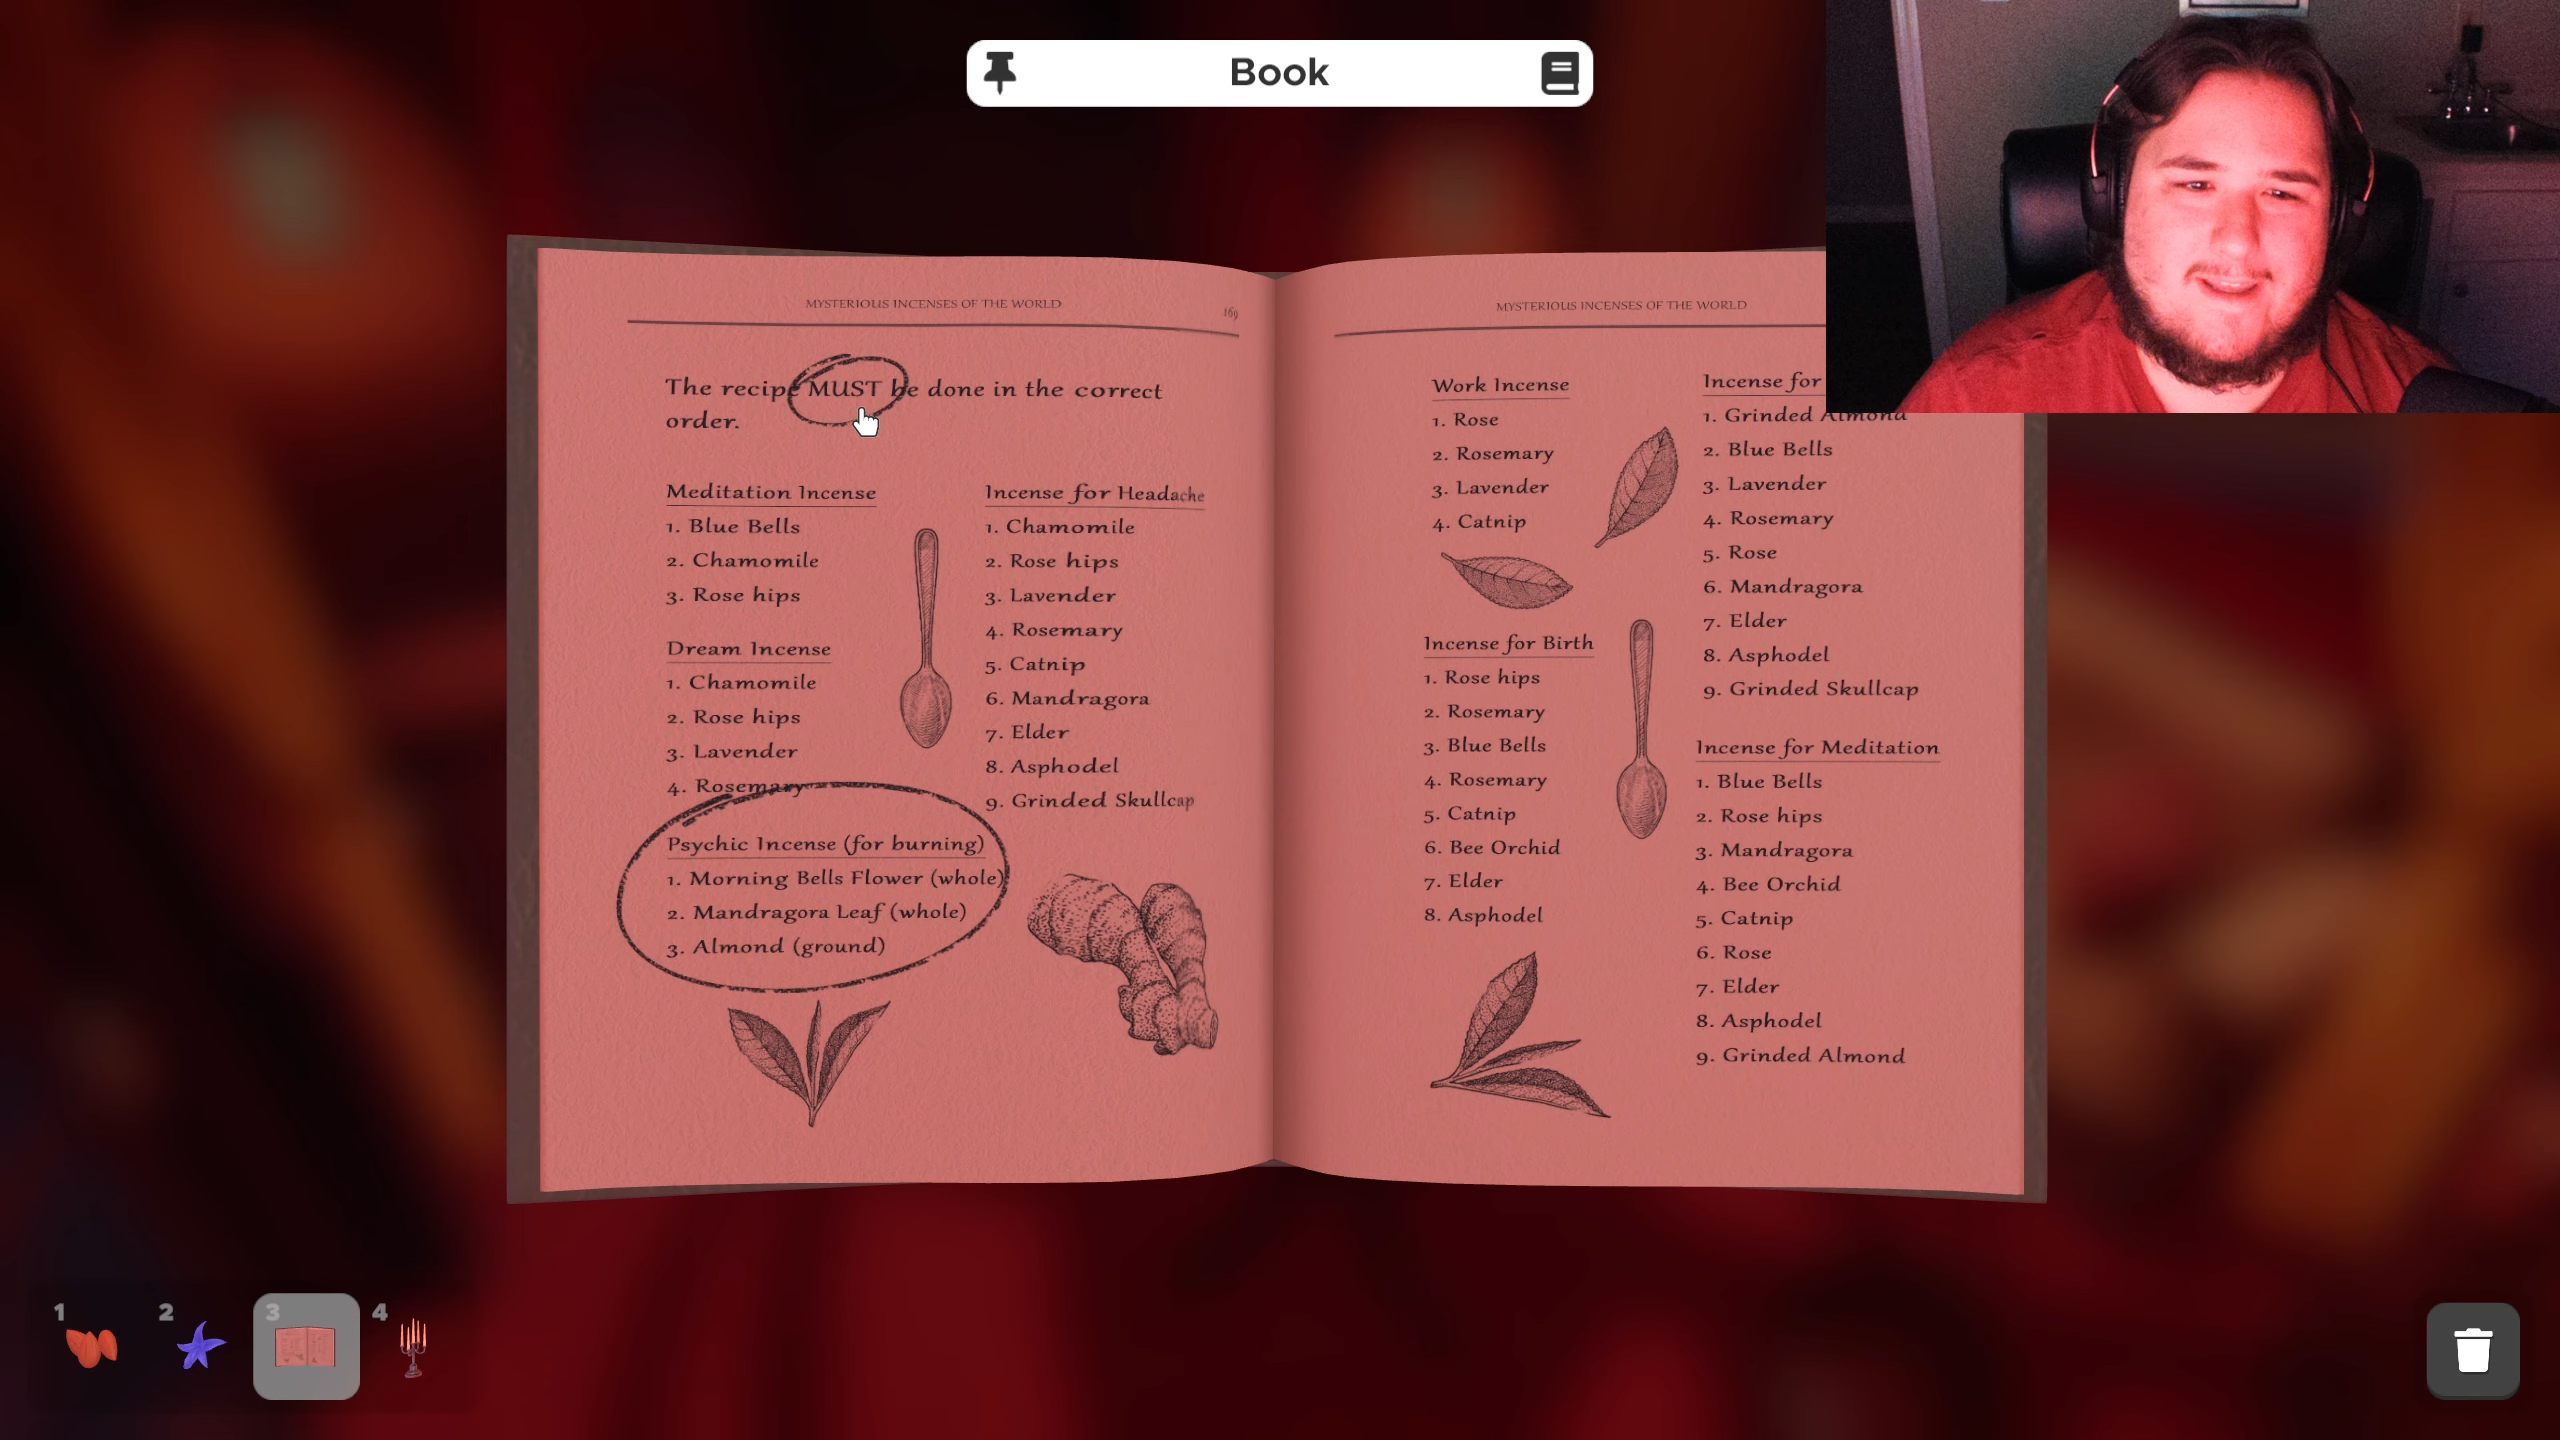 Book
MYSTERIOUS INCENSES OF THE WORLD
169
The recipe MUST be done in the correct
order.
Meditation Incense
1. Blue Bells
2. Chamomile
3. Rose hips
Dream Incense
1. Chamomile
2. Rose hips
3. Lavender
4. Rosemary
Psychic Incense (for burning)
1. Morning Bells Flower (whole)
2. Mandragora Leaf (whole)
3. Almond (ground)
Incense for Headache
1. Chamomile
2. Rose hips
3. Lavender
4. Rosemary
5. Catnip
6. Mandragora
7. Elder
8. Asphodel
9. Grinded Skullcap
MYSTERIOUS INCENSES OF THE WORLD
Work Incense
1. Rose
2. Rosemary
3. Lavender
4. Catnip
Incense for Birth
1. Rose hips
2. Rosemary
3. Blue Bells
4. Rosemary
5. Catnip
6. Bee Orchid
7. Elder
8. Asphodel
Incense for
1. Grinded Almond
2. Blue Bells
3. Lavender
4. Rosemary
5. Rose
6. Mandragora
7. Elder
8. Asphodel
9. Grinded Skullcap
Incense for Meditation
1. Blue Bells
2. Rose hips
3. Mandragora
4. Bee Orchid
5. Catnip
6. Rose
7. Elder
8. Asphodel
9. Grinded Almond
1 2 3 4